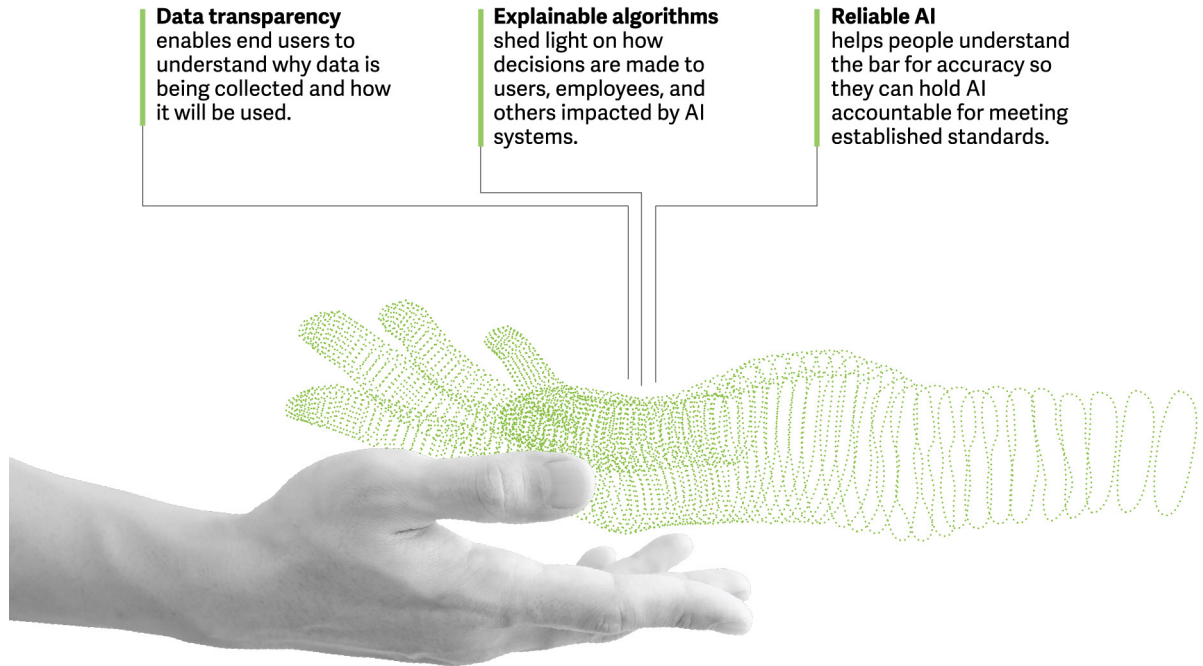 Data transparency
enables end users to
understand why data is
being collected and how
it will be used.
Explainable algorithms
shed light on how
decisions are made to
users, employees, and
others impacted by AI
systems.
Reliable AI
helps people understand
the bar for accuracy so
they can hold AI
accountable for meeting
established standards.